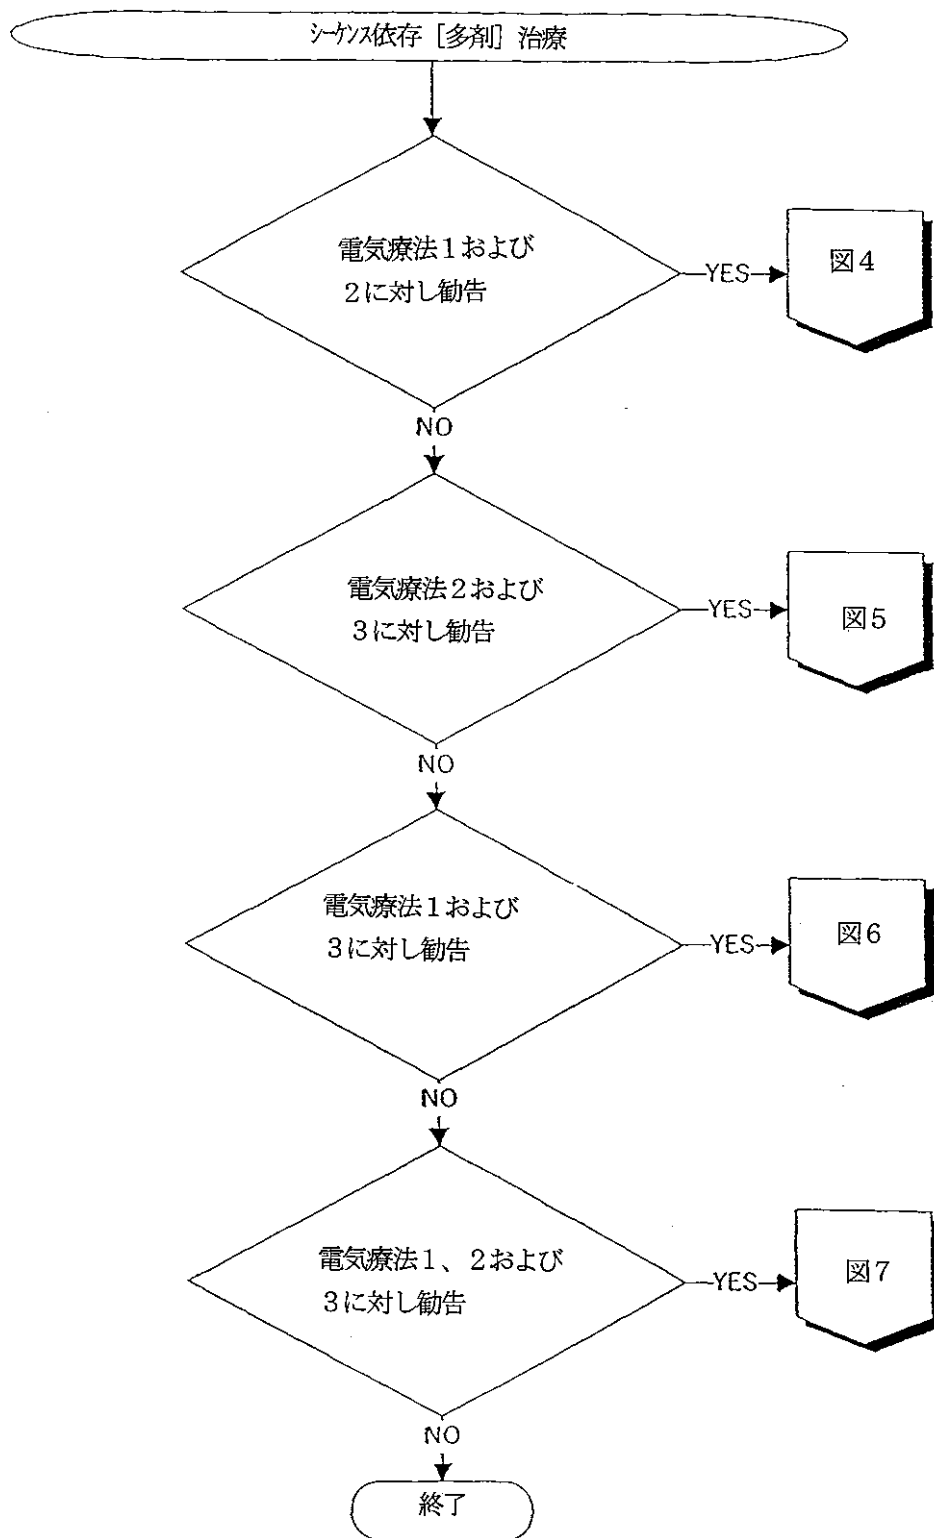 シーケンス依存［多剤］治療
電気療法１および
２に対し勧告
YES
図４
NO
電気療法２および
３に対し勧告
YES
図５
NO
電気療法１および
３に対し勧告
YES
図６
NO
電気療法１、２および
３に対し勧告
YES
図７
NO
終了